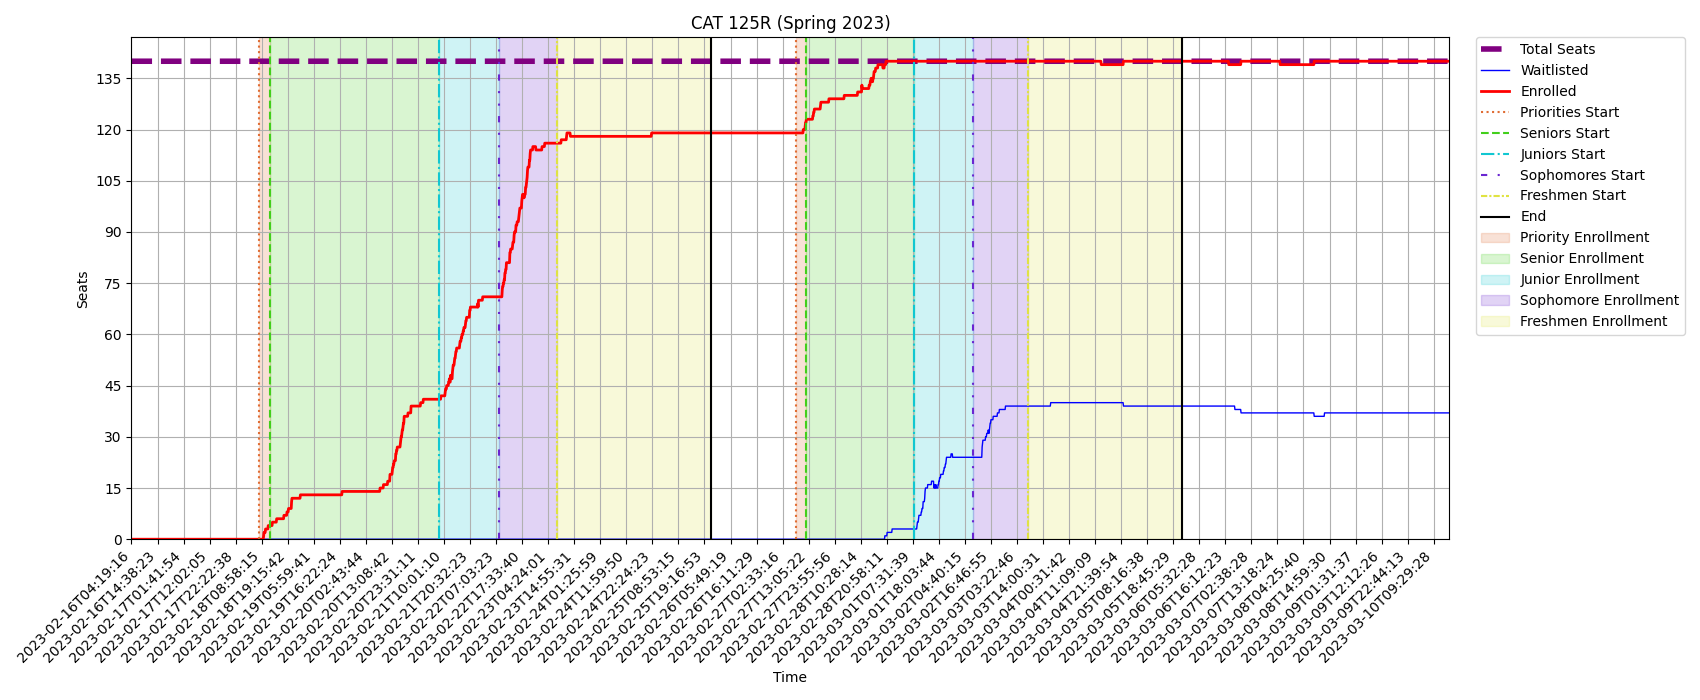 CAT 125R (Spring 2023)
Seats
135
120
105
90
75
60
45
30
15
0
2023-02-16T04:19:16
2023-02-16T14:38:23
2023-02-17T01:41:54
2023-02-17T12:02:05
2023-02-17T22:22:38
2023-02-18T08:58:15
2023-02-18T19:15:42
2023-02-19T05:59:41
2023-02-19T16:22:24
2023-02-20T02:43:44
2023-02-20T13:08:42
2023-02-20T23:31:11
2023-02-21T10:01:10
2023-02-21T20:32:23
2023-02-22T07:03:23
2023-02-22T17:33:40
2023-02-23T04:24:01
2023-02-23T14:55:31
2023-02-24T01:25:59
2023-02-24T11:59:50
2023-02-24T22:24:23
2023-02-25T08:53:15
2023-02-25T19:16:53
2023-02-26T05:49:19
2023-02-26T16:11:29
2023-02-27T02:33:16
2023-02-27T13:05:22
2023-02-27T23:55:56
2023-02-28T10:28:14
2023-02-28T20:58:11
2023-03-01T07:31:39
2023-03-01T18:03:44
2023-03-02T04:40:15
2023-03-02T16:46:55
2023-03-03T03:22:46
2023-03-03T14:00:31
2023-03-04T00:31:42
2023-03-04T11:09:09
2023-03-04T21:39:54
2023-03-05T08:16:38
2023-03-05T18:45:29
2023-03-06T05:32:28
2023-03-06T16:12:23
2023-03-07T02:38:28
2023-03-07T13:18:24
2023-03-08T04:25:40
2023-03-08T14:59:30
2023-03-09T01:31:37
2023-03-09T12:12:26
2023-03-09T22:44:13
2023-03-10T09:29:28
Time
Total Seats
Waitlisted
Enrolled
Priorities Start
Seniors Start
Juniors Start
Sophomores Start
Freshmen Start
End
Priority Enrollment
Senior Enrollment
Junior Enrollment
Sophomore Enrollment
Freshmen Enrollment